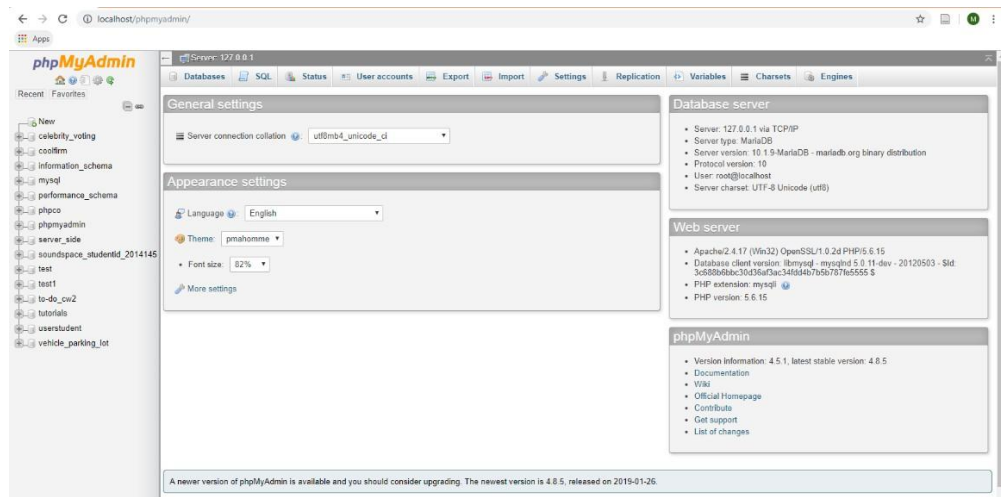 localhost/phpmyadmin/
M
Apps
phpMyAdmin
Recent Favorites
New
celebrity_voting
coolfirm
information_schema
mysql
performance_schema
phpco
phpmyadmin
server_side
soundspace_studentid_2014145
test
test1
to-do_cw2
tutorials
userstudent
vehicle_parking_lot
Server: 127.0.0.1
Databases SQL Status User accounts Export Import Settings Replication Variables Charsets Engines
General settings
Server connection collation : utf8mb4_unicode_ci
Appearance settings
Language : English
Theme: pmahomme
• Font size: 82%
More settings
Database server
• Server: 127.0.0.1 via TCP/IP
• Server type: MariaDB
• Server version: 10.1.9-MariaDB - mariadb.org binary distribution
• Protocol version: 10
• User: root@localhost
• Server charset: UTF-8 Unicode (utf8)
Web server
• Apache/2.4.17 (Win32) OpenSSL/1.0.2d PHP/5.6.15
• Database client version: libmysql - mysqlnd 5.0.11-dev - 20120503 - $Id:
3c688b6bbc30d36af3ac34fdd4b7b5b787fe5555 $
• PHP extension: mysqli
• PHP version: 5.6.15
phpMyAdmin
• Version information: 4.5.1, latest stable version: 4.8.5
• Documentation
• Wiki
• Official Homepage
• Contribute
• Get support
• List of changes
A newer version of phpMyAdmin is available and you should consider upgrading. The newest version is 4.8.5, released on 2019-01-26.